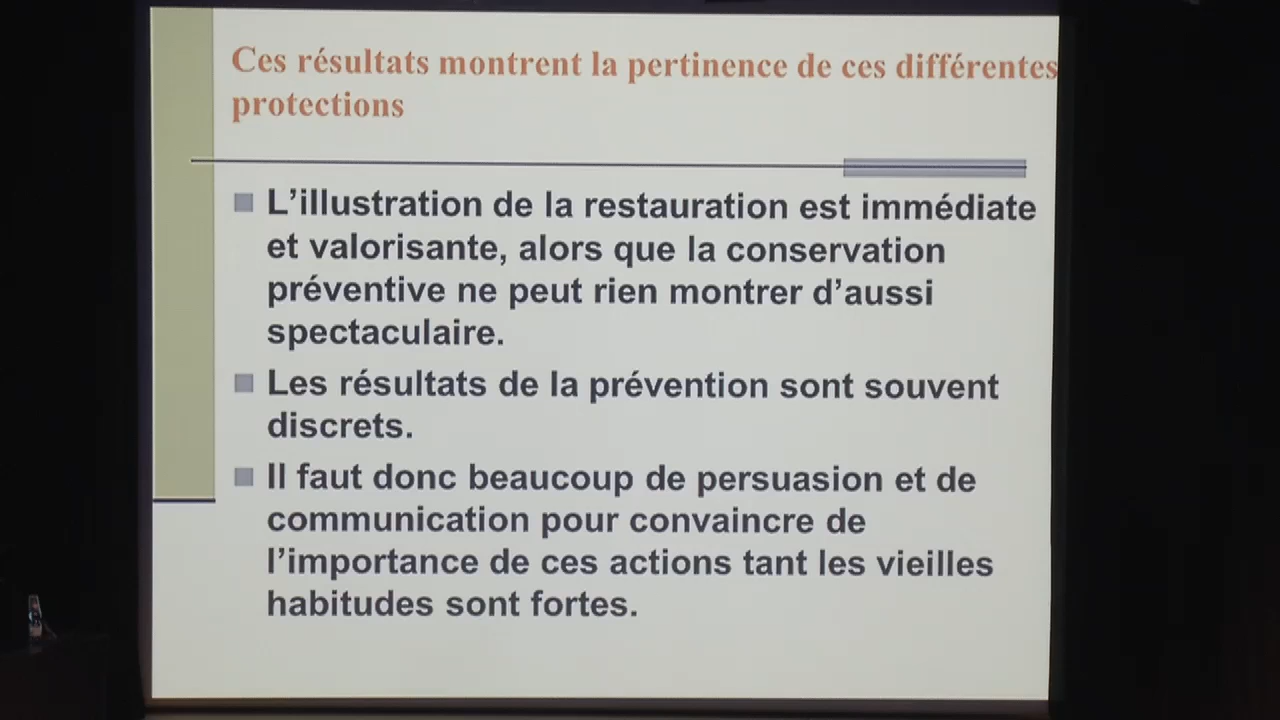 Ces résultats montrent la pertinence de ces différentes
protections
L’illustration de la restauration est immédiate
et valorisante, alors que la conservation
préventive ne peut rien montrer d’aussi
spectaculaire.
Les résultats de la prévention sont souvent
discrets.
Il faut donc beaucoup de persuasion et de
communication pour convaincre de
l’importance de ces actions tant les vieilles
habitudes sont fortes.